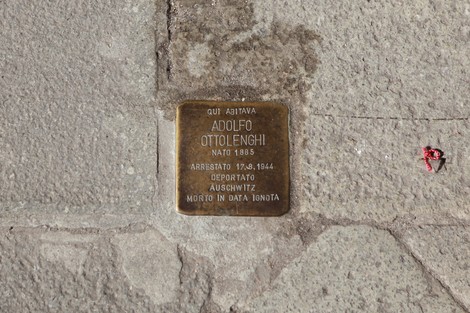 QUI ABITAVA
ADOLFO
OTTOLENGHI
NATO 1885
ARRESTATO 17.8.1944
DEPORTATO
AUSCHWITZ
MORTO IN DATA IGNOTA